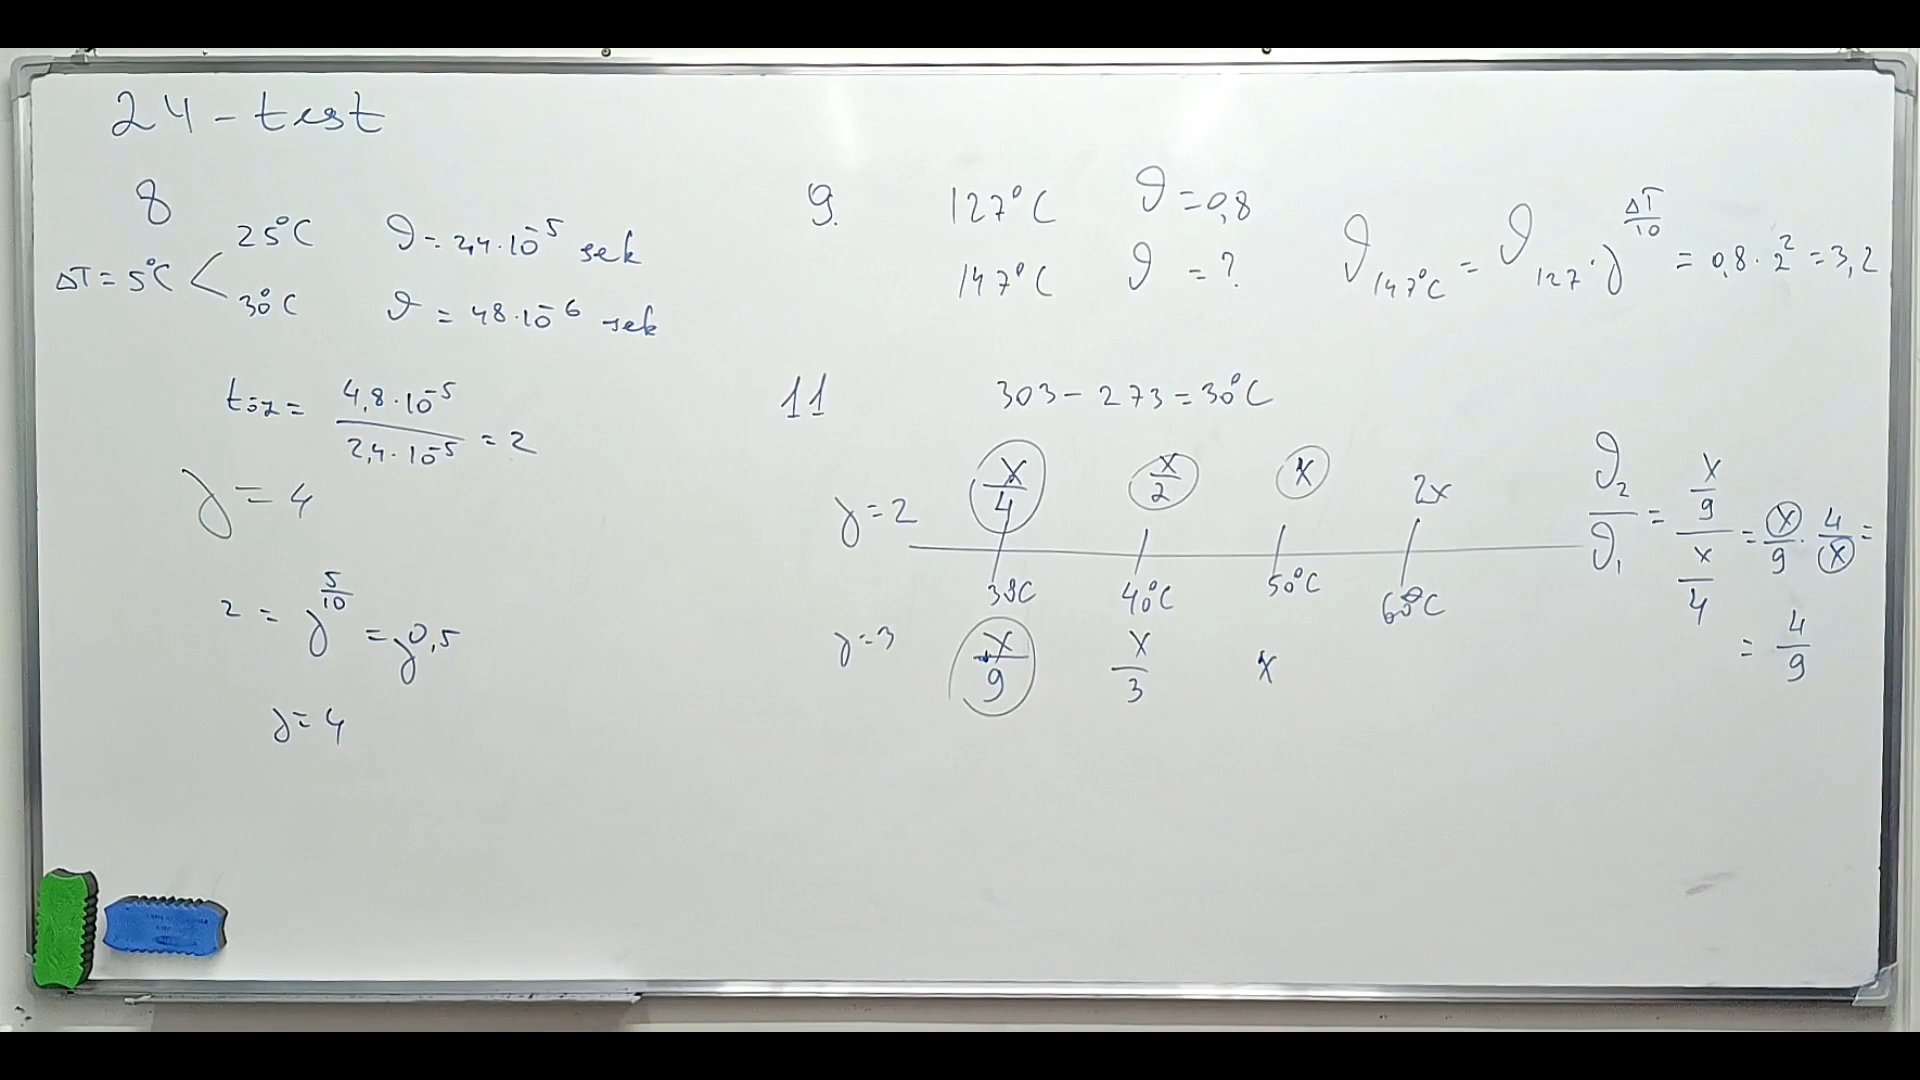 24-test
8
25°C ϑ = 2,4·10⁻⁵ sek
ΔT = 5°C <
30°C ϑ = 48·10⁻⁶ sek
t öz = 4,8·10⁻⁵ / 2,4·10⁻⁵ = 2
γ = 4
2 = γ^(5/10) = γ^0,5
γ = 4
9. 127°C ϑ = 0,8
147°C ϑ = ?
ϑ147°C = ϑ127 · γ^(ΔT/10) = 0,8 · 2² = 3,2
11 303 - 273 = 30°C
γ = 2 x/4 x/2 x 2x
30°C 40°C 50°C 60°C
γ = 3 x/9 x/3 x
ϑ₂/ϑ₁ = (x/9)/(x/4) = x/9 · 4/x =
= 4/9